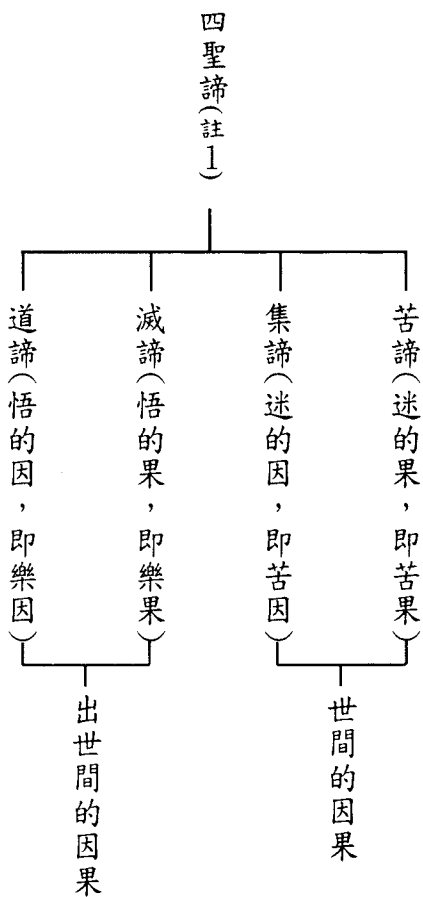 四聖諦(註1)
苦諦(迷的果，即苦果)
集諦(迷的因，即苦因)
滅諦(悟的果，即樂果)
道諦(悟的因，即樂因)
世間的因果
出世間的因果